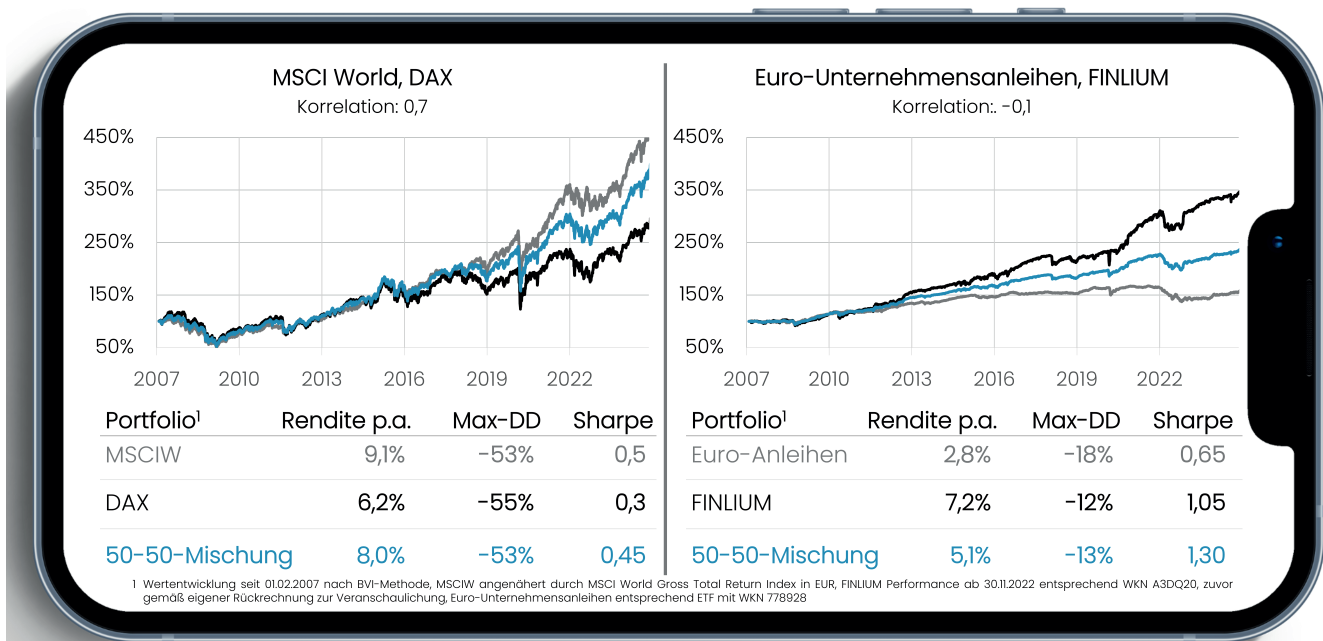 MSCI World, DAX
Korrelation: 0,7
450%
350%
250%
150%
50%
2007 2010 2013 2016 2019 2022
Portfolio¹ Rendite p.a. Max-DD Sharpe
MSCIW 9,1% -53% 0,5
DAX 6,2% -55% 0,3
50-50-Mischung 8,0% -53% 0,45
Euro-Unternehmensanleihen, FINLIUM
Korrelation:. -0,1
450%
350%
250%
150%
50%
2007 2010 2013 2016 2019 2022
Portfolio¹ Rendite p.a. Max-DD Sharpe
Euro-Anleihen 2,8% -18% 0,65
FINLIUM 7,2% -12% 1,05
50-50-Mischung 5,1% -13% 1,30
1 Wertentwicklung seit 01.02.2007 nach BVI-Methode, MSCIW angenähert durch MSCI World Gross Total Return Index in EUR, FINLIUM Performance ab 30.11.2022 entsprechend WKN A3DQ20, zuvor
gemäß eigener Rückrechnung zur Veranschaulichung, Euro-Unternehmensanleihen entsprechend ETF mit WKN 778928